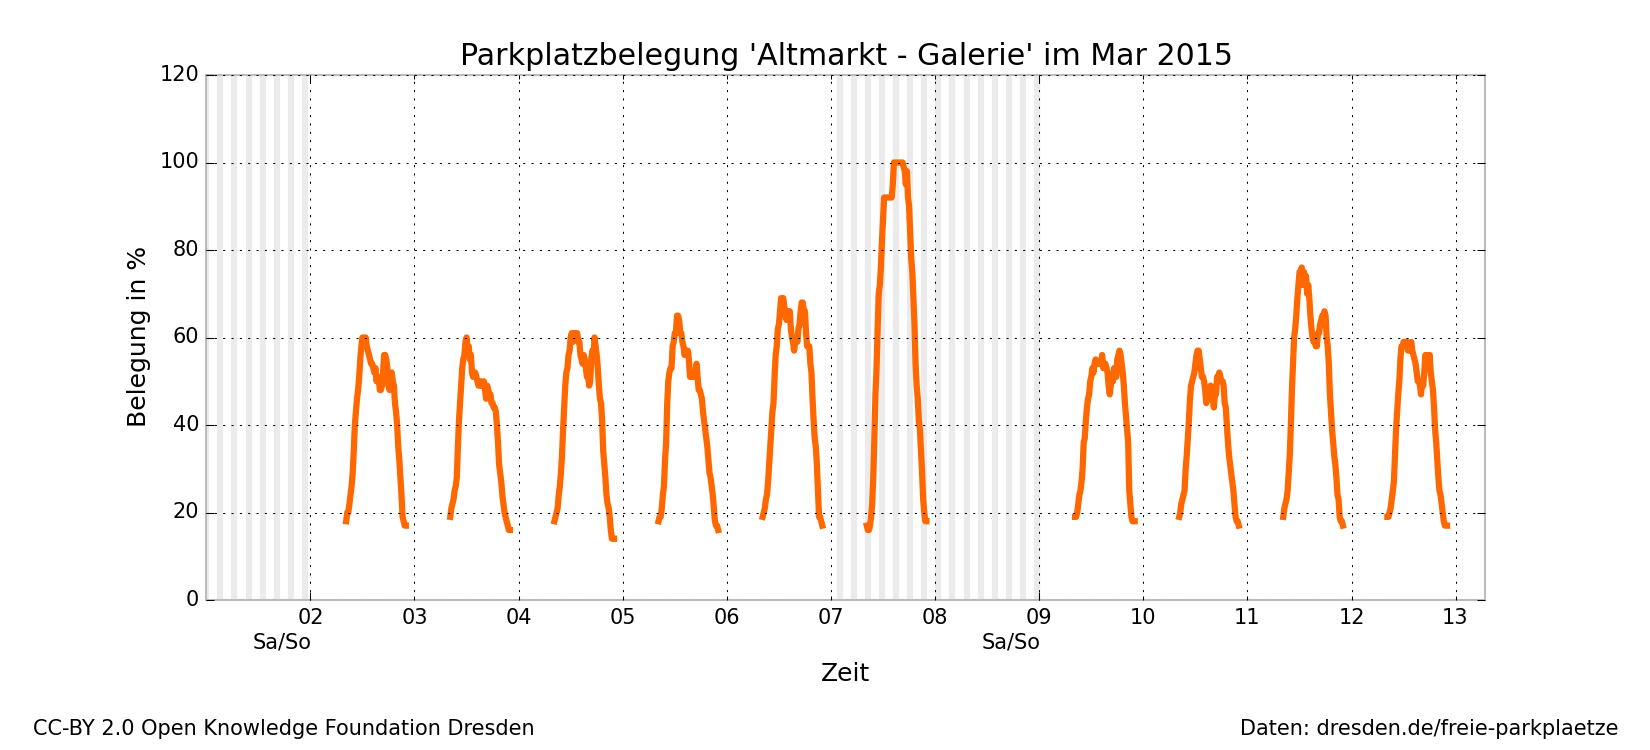 Parkplatzbelegung 'Altmarkt - Galerie' im Mar 2015
120
100
80
60
40
20
0
Belegung in %
02 03 04 05 06 07 08 09 10 11 12 13
Sa/So Sa/So
Zeit
CC-BY 2.0 Open Knowledge Foundation Dresden
Daten: dresden.de/freie-parkplaetze